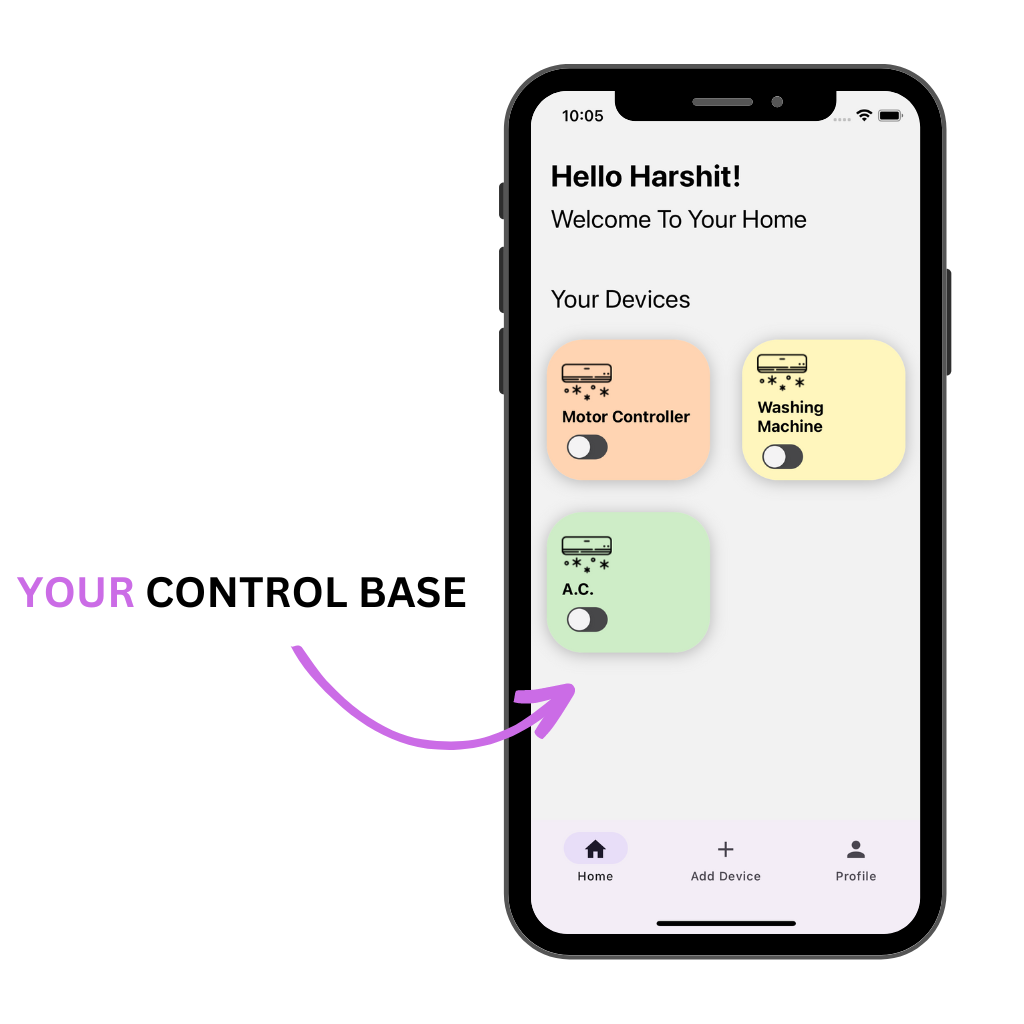 10:05
Hello Harshit!
Welcome To Your Home
Your Devices
Motor Controller
Washing
Machine
A.C.
YOUR CONTROL BASE
Home
Add Device
Profile